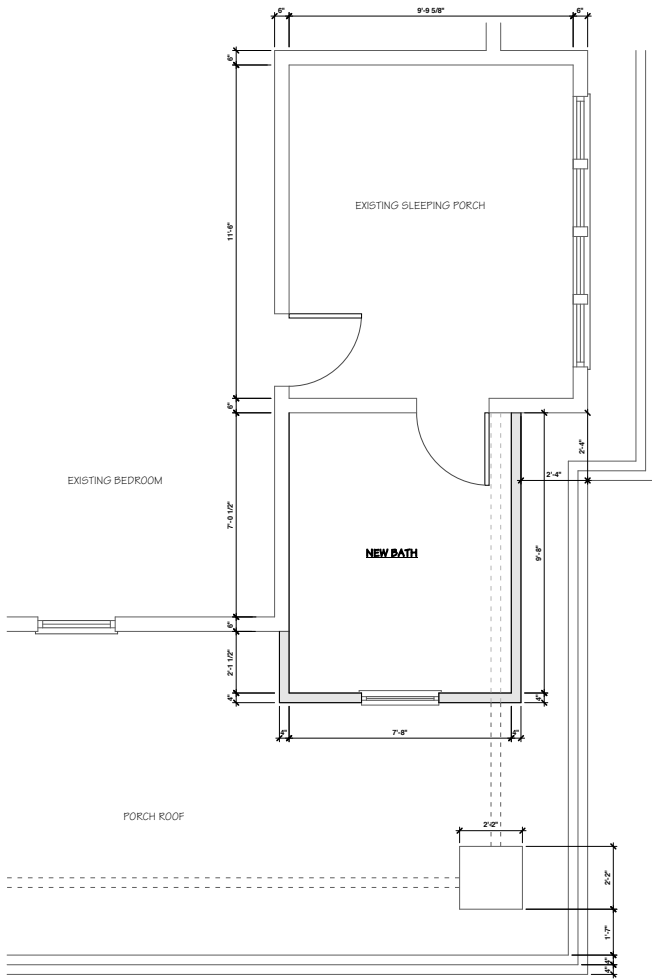 6" 9'-9 5/8" 6"
6"
EXISTING SLEEPING PORCH
11'-6"
6"
2'-4"
EXISTING BEDROOM
2'-4"
7'-0 1/2"
NEW BATH
9'-8"
6"
2'-1 1/2"
4"
4"
4" 7'-8" 4"
PORCH ROOF
2'-2"
2'-2"
1'-7"
4"
4"